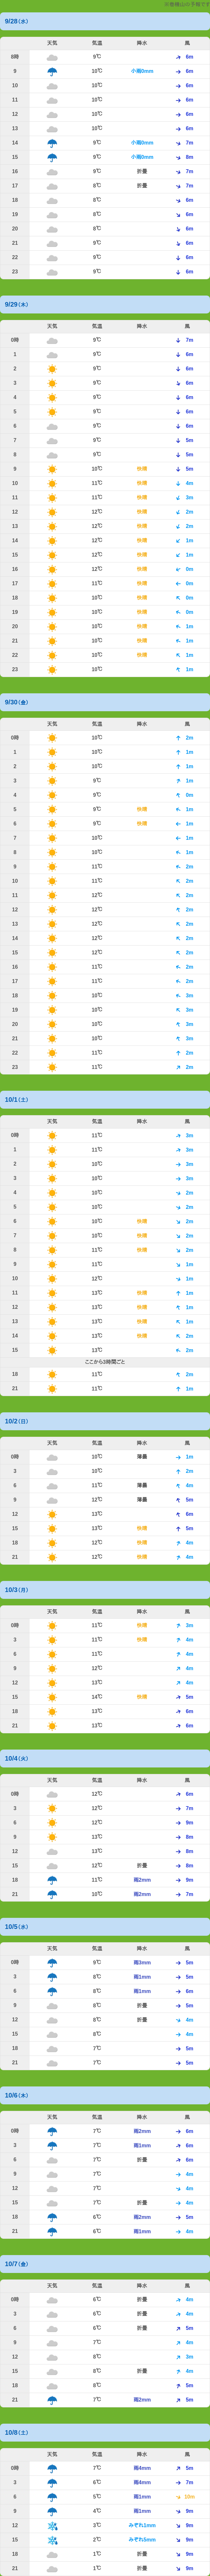 9/28(水)
天気 気温 降水 風
8時 9℃ 6m
9 10℃ 小雨0mm 6m
10 10℃ 6m
11 10℃ 6m
12 10℃ 6m
13 10℃ 6m
14 9℃ 小雨0mm 7m
15 9℃ 小雨0mm 8m
16 9℃ 折曇 7m
17 8℃ 折曇 7m
18 8℃ 6m
19 8℃ 6m
20 8℃ 6m
21 9℃ 6m
22 9℃ 6m
23 9℃ 6m
9/29(木)
天気 気温 降水 風
0時 9℃ 7m
1 9℃ 6m
2 9℃ 6m
3 9℃ 6m
4 9℃ 6m
5 9℃ 6m
6 9℃ 6m
7 9℃ 5m
8 9℃ 5m
9 10℃ 快晴 5m
10 11℃ 快晴 4m
11 11℃ 快晴 3m
12 12℃ 快晴 2m
13 12℃ 快晴 2m
14 12℃ 快晴 1m
15 12℃ 快晴 1m
16 12℃ 快晴 0m
17 11℃ 快晴 0m
18 10℃ 快晴 0m
19 10℃ 快晴 0m
20 10℃ 快晴 1m
21 10℃ 快晴 1m
22 10℃ 快晴 1m
23 10℃ 1m
9/30(金)
天気 気温 降水 風
0時 10℃ 2m
1 10℃ 1m
2 10℃ 1m
3 9℃ 1m
4 9℃ 0m
5 9℃ 快晴 1m
6 9℃ 快晴 1m
7 10℃ 1m
8 10℃ 1m
9 11℃ 2m
10 11℃ 2m
11 12℃ 2m
12 12℃ 2m
13 12℃ 2m
14 12℃ 2m
15 12℃ 2m
16 11℃ 2m
17 11℃ 2m
18 10℃ 3m
19 10℃ 3m
20 10℃ 3m
21 10℃ 3m
22 11℃ 2m
23 11℃ 2m
10/1(土)
天気 気温 降水 風
0時 11℃ 3m
1 11℃ 3m
2 10℃ 3m
3 10℃ 3m
4 10℃ 2m
5 10℃ 2m
6 10℃ 快晴 2m
7 10℃ 快晴 2m
8 11℃ 快晴 2m
9 11℃ 1m
10 12℃ 1m
11 13℃ 快晴 1m
12 13℃ 快晴 1m
13 13℃ 快晴 1m
14 13℃ 快晴 2m
15 13℃ 2m
ここから3時間ごと
18 11℃ 2m
21 11℃ 1m
10/2(日)
天気 気温 降水 風
0時 10℃ 薄曇 1m
3 10℃ 2m
6 11℃ 薄曇 4m
9 12℃ 薄曇 5m
12 13℃ 6m
15 13℃ 快晴 5m
18 12℃ 快晴 4m
21 12℃ 快晴 4m
10/3(月)
天気 気温 降水 風
0時 11℃ 快晴 3m
3 11℃ 快晴 4m
6 11℃ 4m
9 12℃ 4m
12 13℃ 4m
15 14℃ 快晴 5m
18 13℃ 6m
21 13℃ 6m
10/4(火)
天気 気温 降水 風
0時 12℃ 6m
3 12℃ 7m
6 12℃ 9m
9 13℃ 8m
12 13℃ 8m
15 12℃ 折曇 8m
18 11℃ 雨2mm 9m
21 10℃ 雨2mm 7m
10/5(水)
天気 気温 降水 風
0時 9℃ 雨3mm 5m
3 8℃ 雨1mm 5m
6 8℃ 雨1mm 6m
9 8℃ 折曇 5m
12 8℃ 折曇 4m
15 8℃ 4m
18 7℃ 5m
21 7℃ 5m
10/6(木)
天気 気温 降水 風
0時 7℃ 雨2mm 6m
3 7℃ 雨1mm 6m
6 7℃ 折曇 6m
9 7℃ 4m
12 7℃ 4m
15 7℃ 折曇 4m
18 6℃ 雨2mm 5m
21 6℃ 雨1mm 4m
10/7(金)
天気 気温 降水 風
0時 6℃ 折曇 4m
3 6℃ 折曇 4m
6 6℃ 折曇 5m
9 7℃ 4m
12 8℃ 3m
15 8℃ 折曇 4m
18 8℃ 5m
21 7℃ 雨2mm 5m
10/8(土)
天気 気温 降水 風
0時 7℃ 雨4mm 5m
3 6℃ 雨4mm 7m
6 5℃ 雨1mm 10m
9 4℃ 雨1mm 9m
12 3℃ みぞれ1mm 9m
15 2℃ みぞれ5mm 9m
18 1℃ 折曇 9m
21 1℃ 折曇 9m